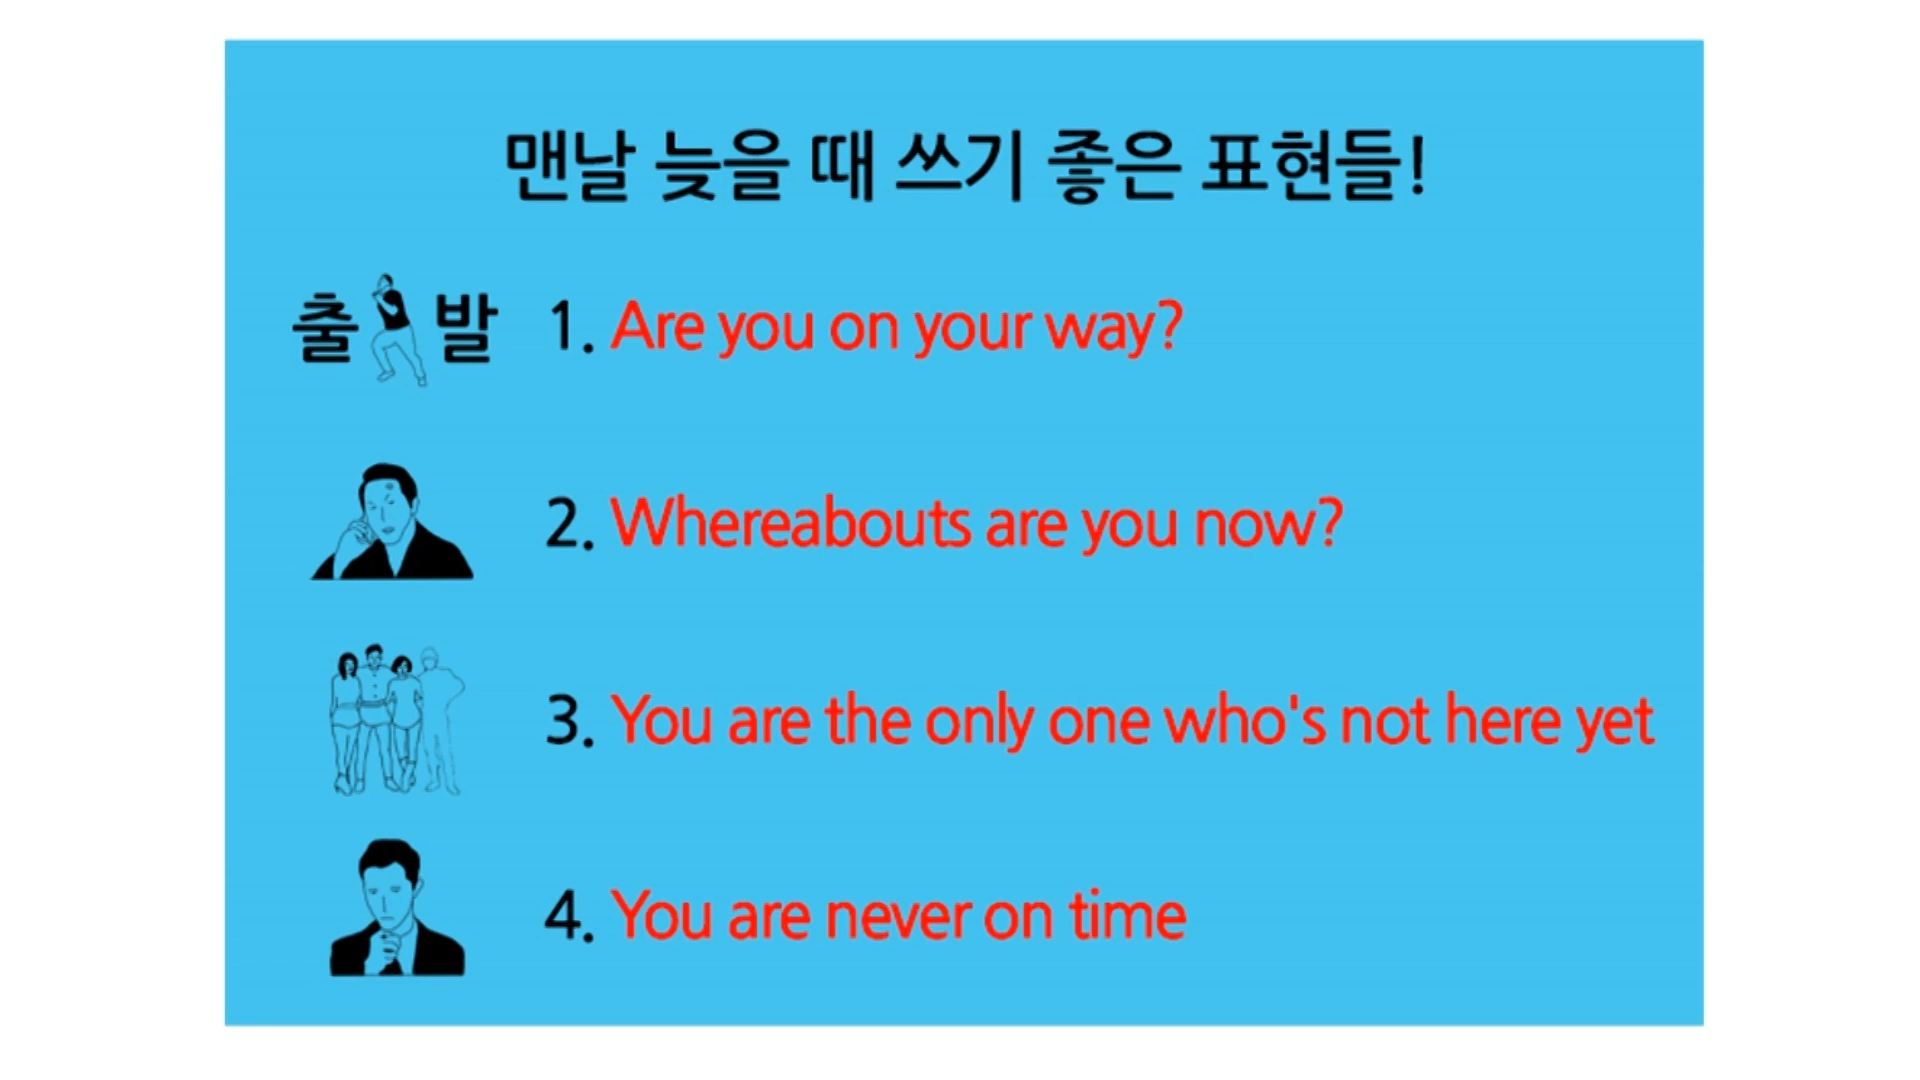 맨날 늦을 때 쓰기 좋은 표현들!
출 발 1. Are you on your way?
2. Whereabouts are you now?
3. You are the only one who's not here yet
4. You are never on time